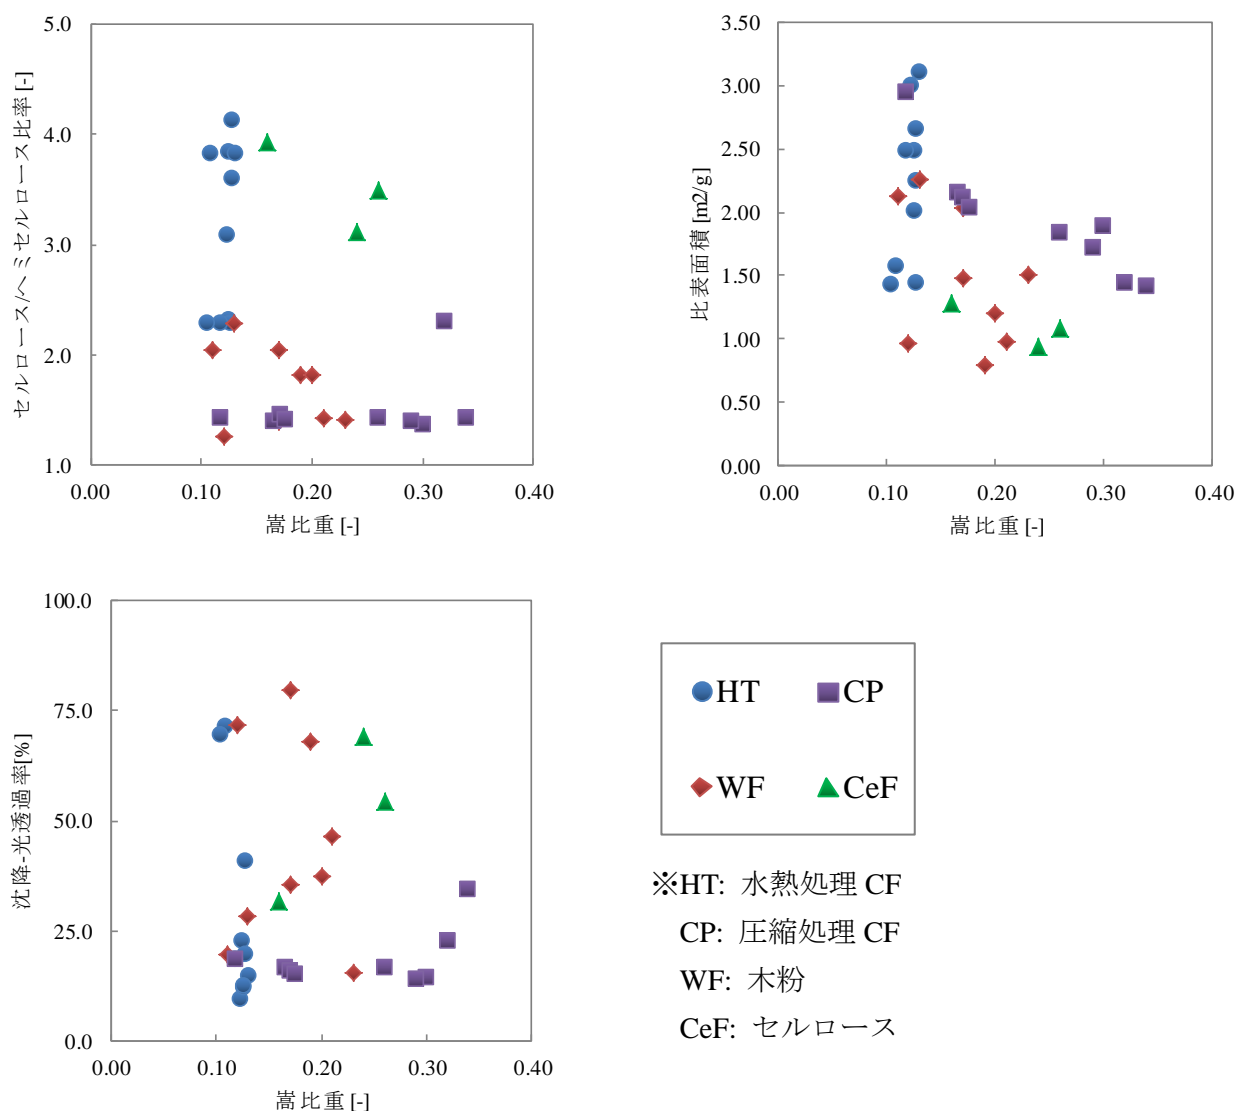 5.0
4.0
3.0
2.0
1.0
0.00 0.10 0.20 0.30 0.40
セルロース/ヘミセルロース比率 [-]
嵩比重 [-]
3.50
3.00
2.50
2.00
1.50
1.00
0.50
0.00
0.00 0.10 0.20 0.30 0.40
比表面積 [m2/g]
嵩比重 [-]
100.0
75.0
50.0
25.0
0.0
0.00 0.10 0.20 0.30 0.40
沈降-光透過率[%]
嵩比重 [-]
HT CP
WF CeF
※HT: 水熱処理 CF
CP: 圧縮処理 CF
WF: 木粉
CeF: セルロース